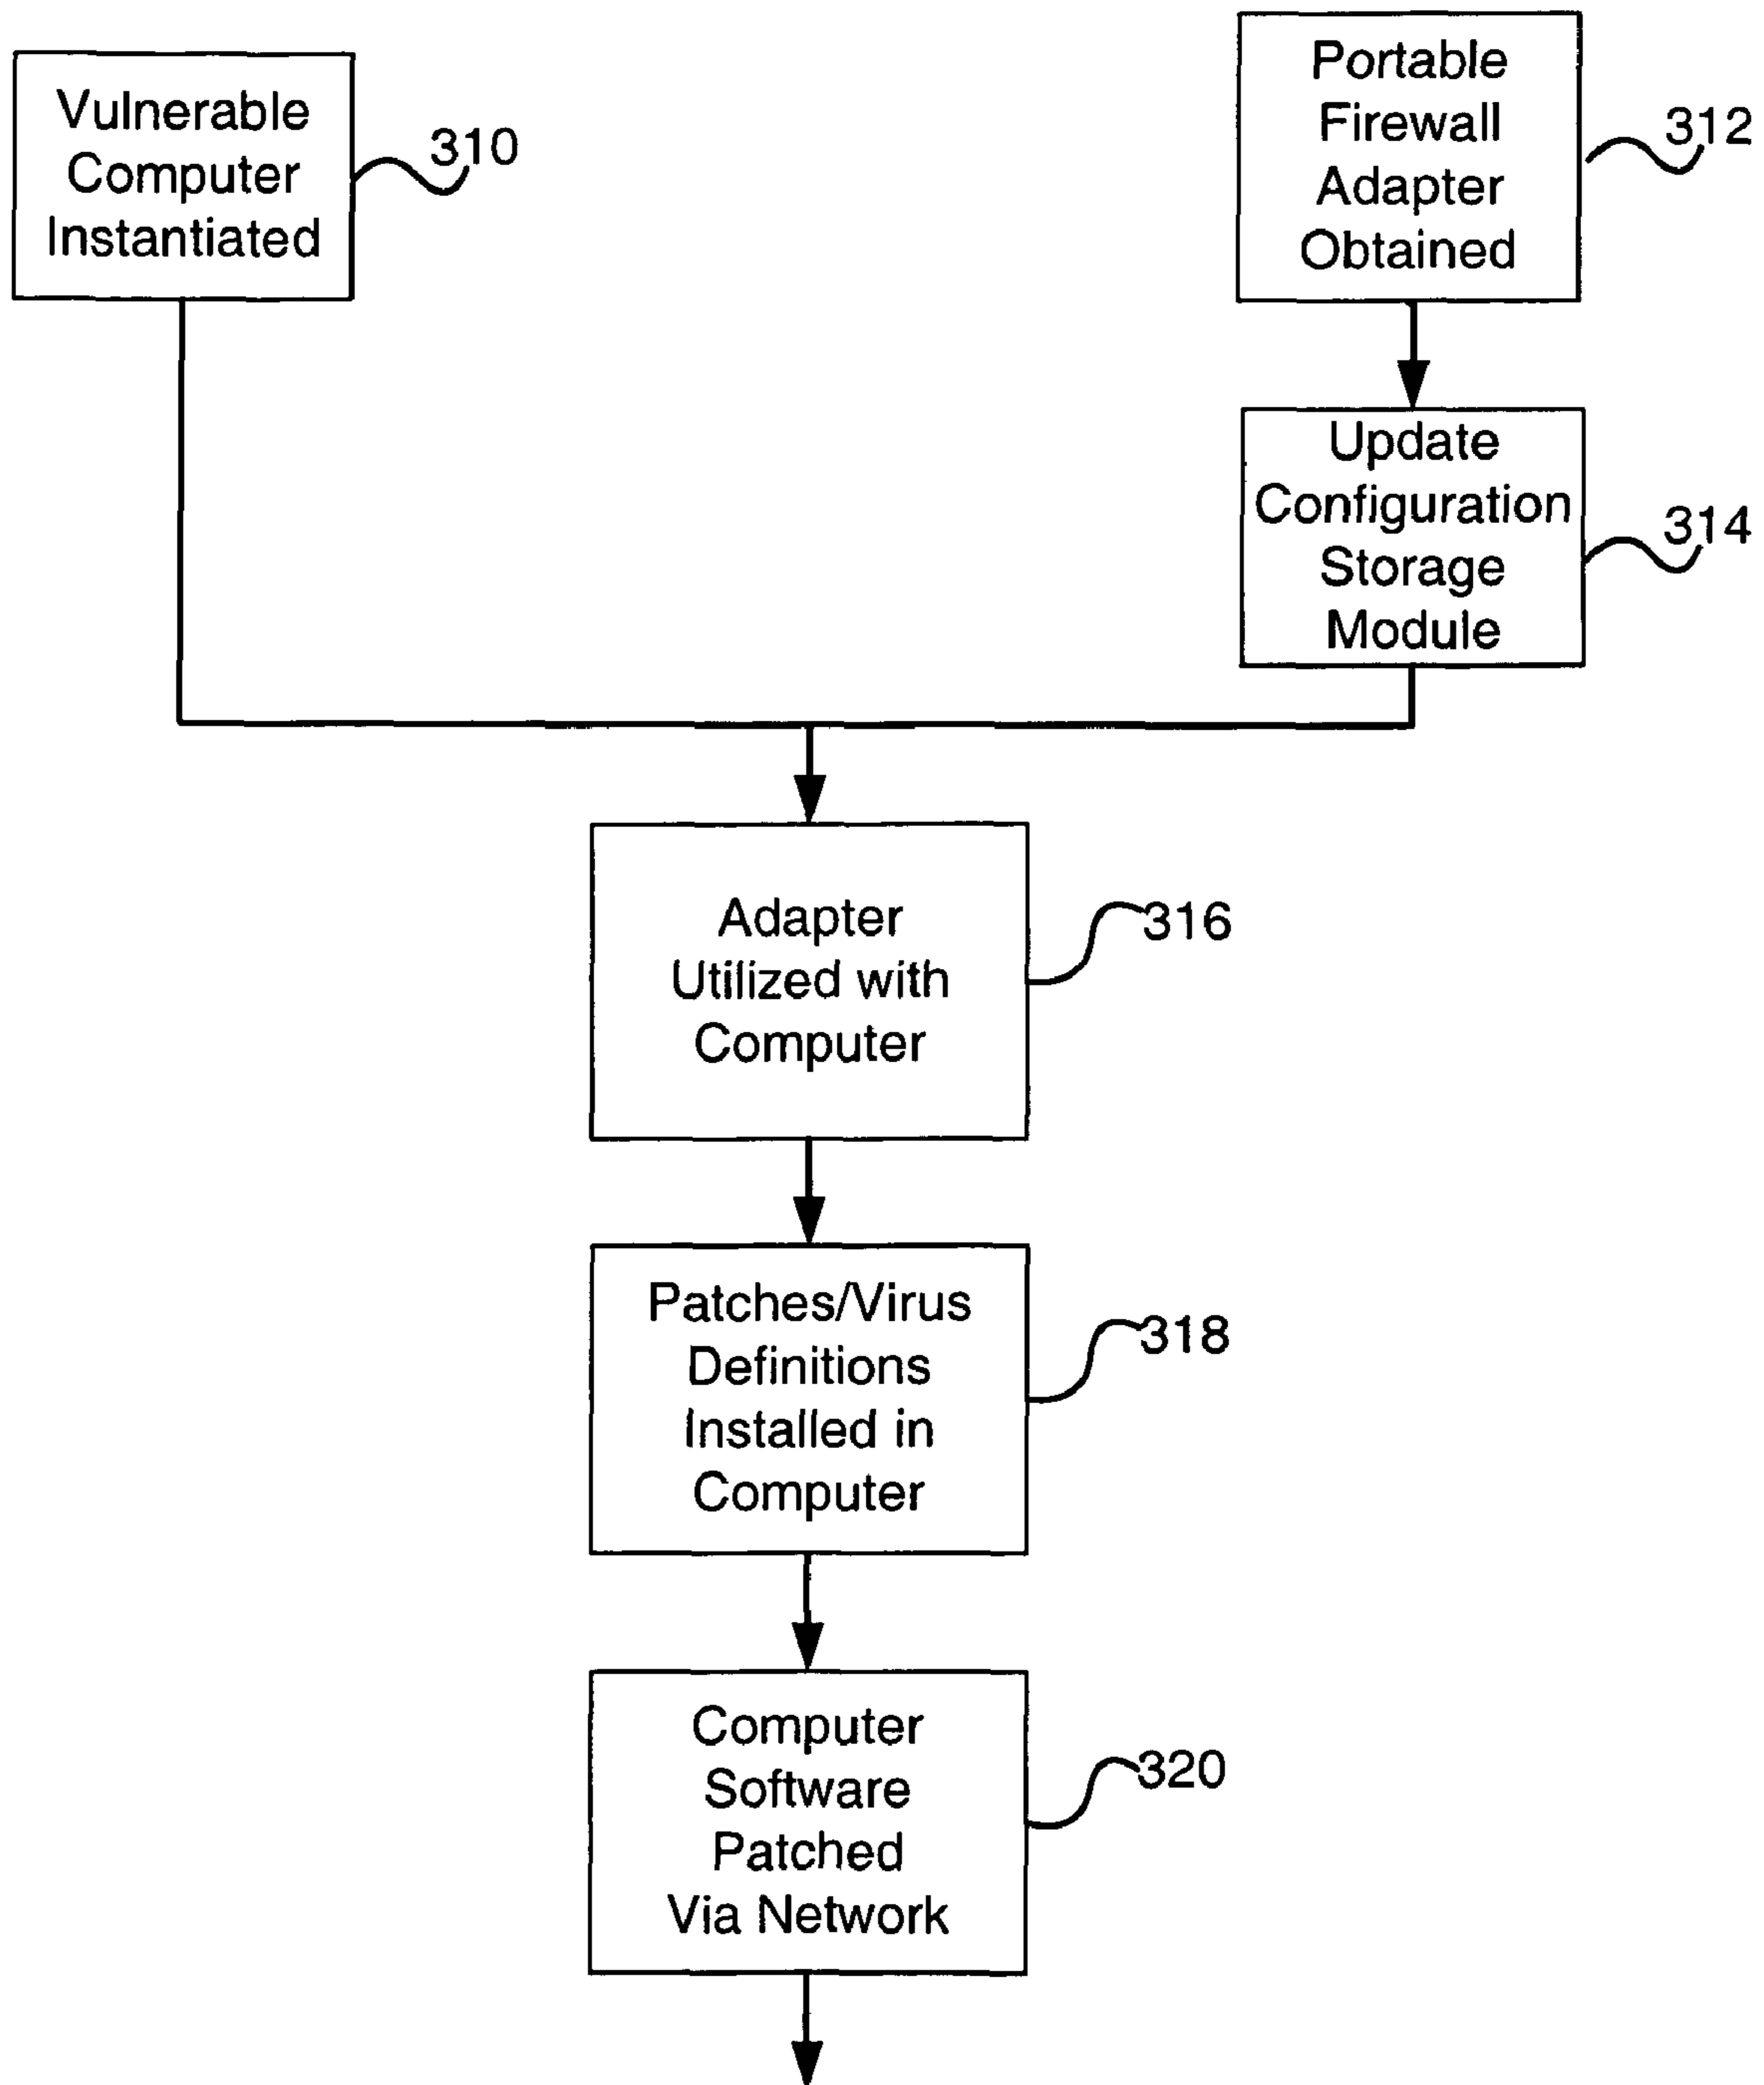 Vulnerable
Computer
Instantiated
310
Portable
Firewall
Adapter
Obtained
312
Update
Configuration
Storage
Module
314
Adapter
Utilized with
Computer
316
Patches/Virus
Definitions
Installed in
Computer
318
Computer
Software
Patched
Via Network
320